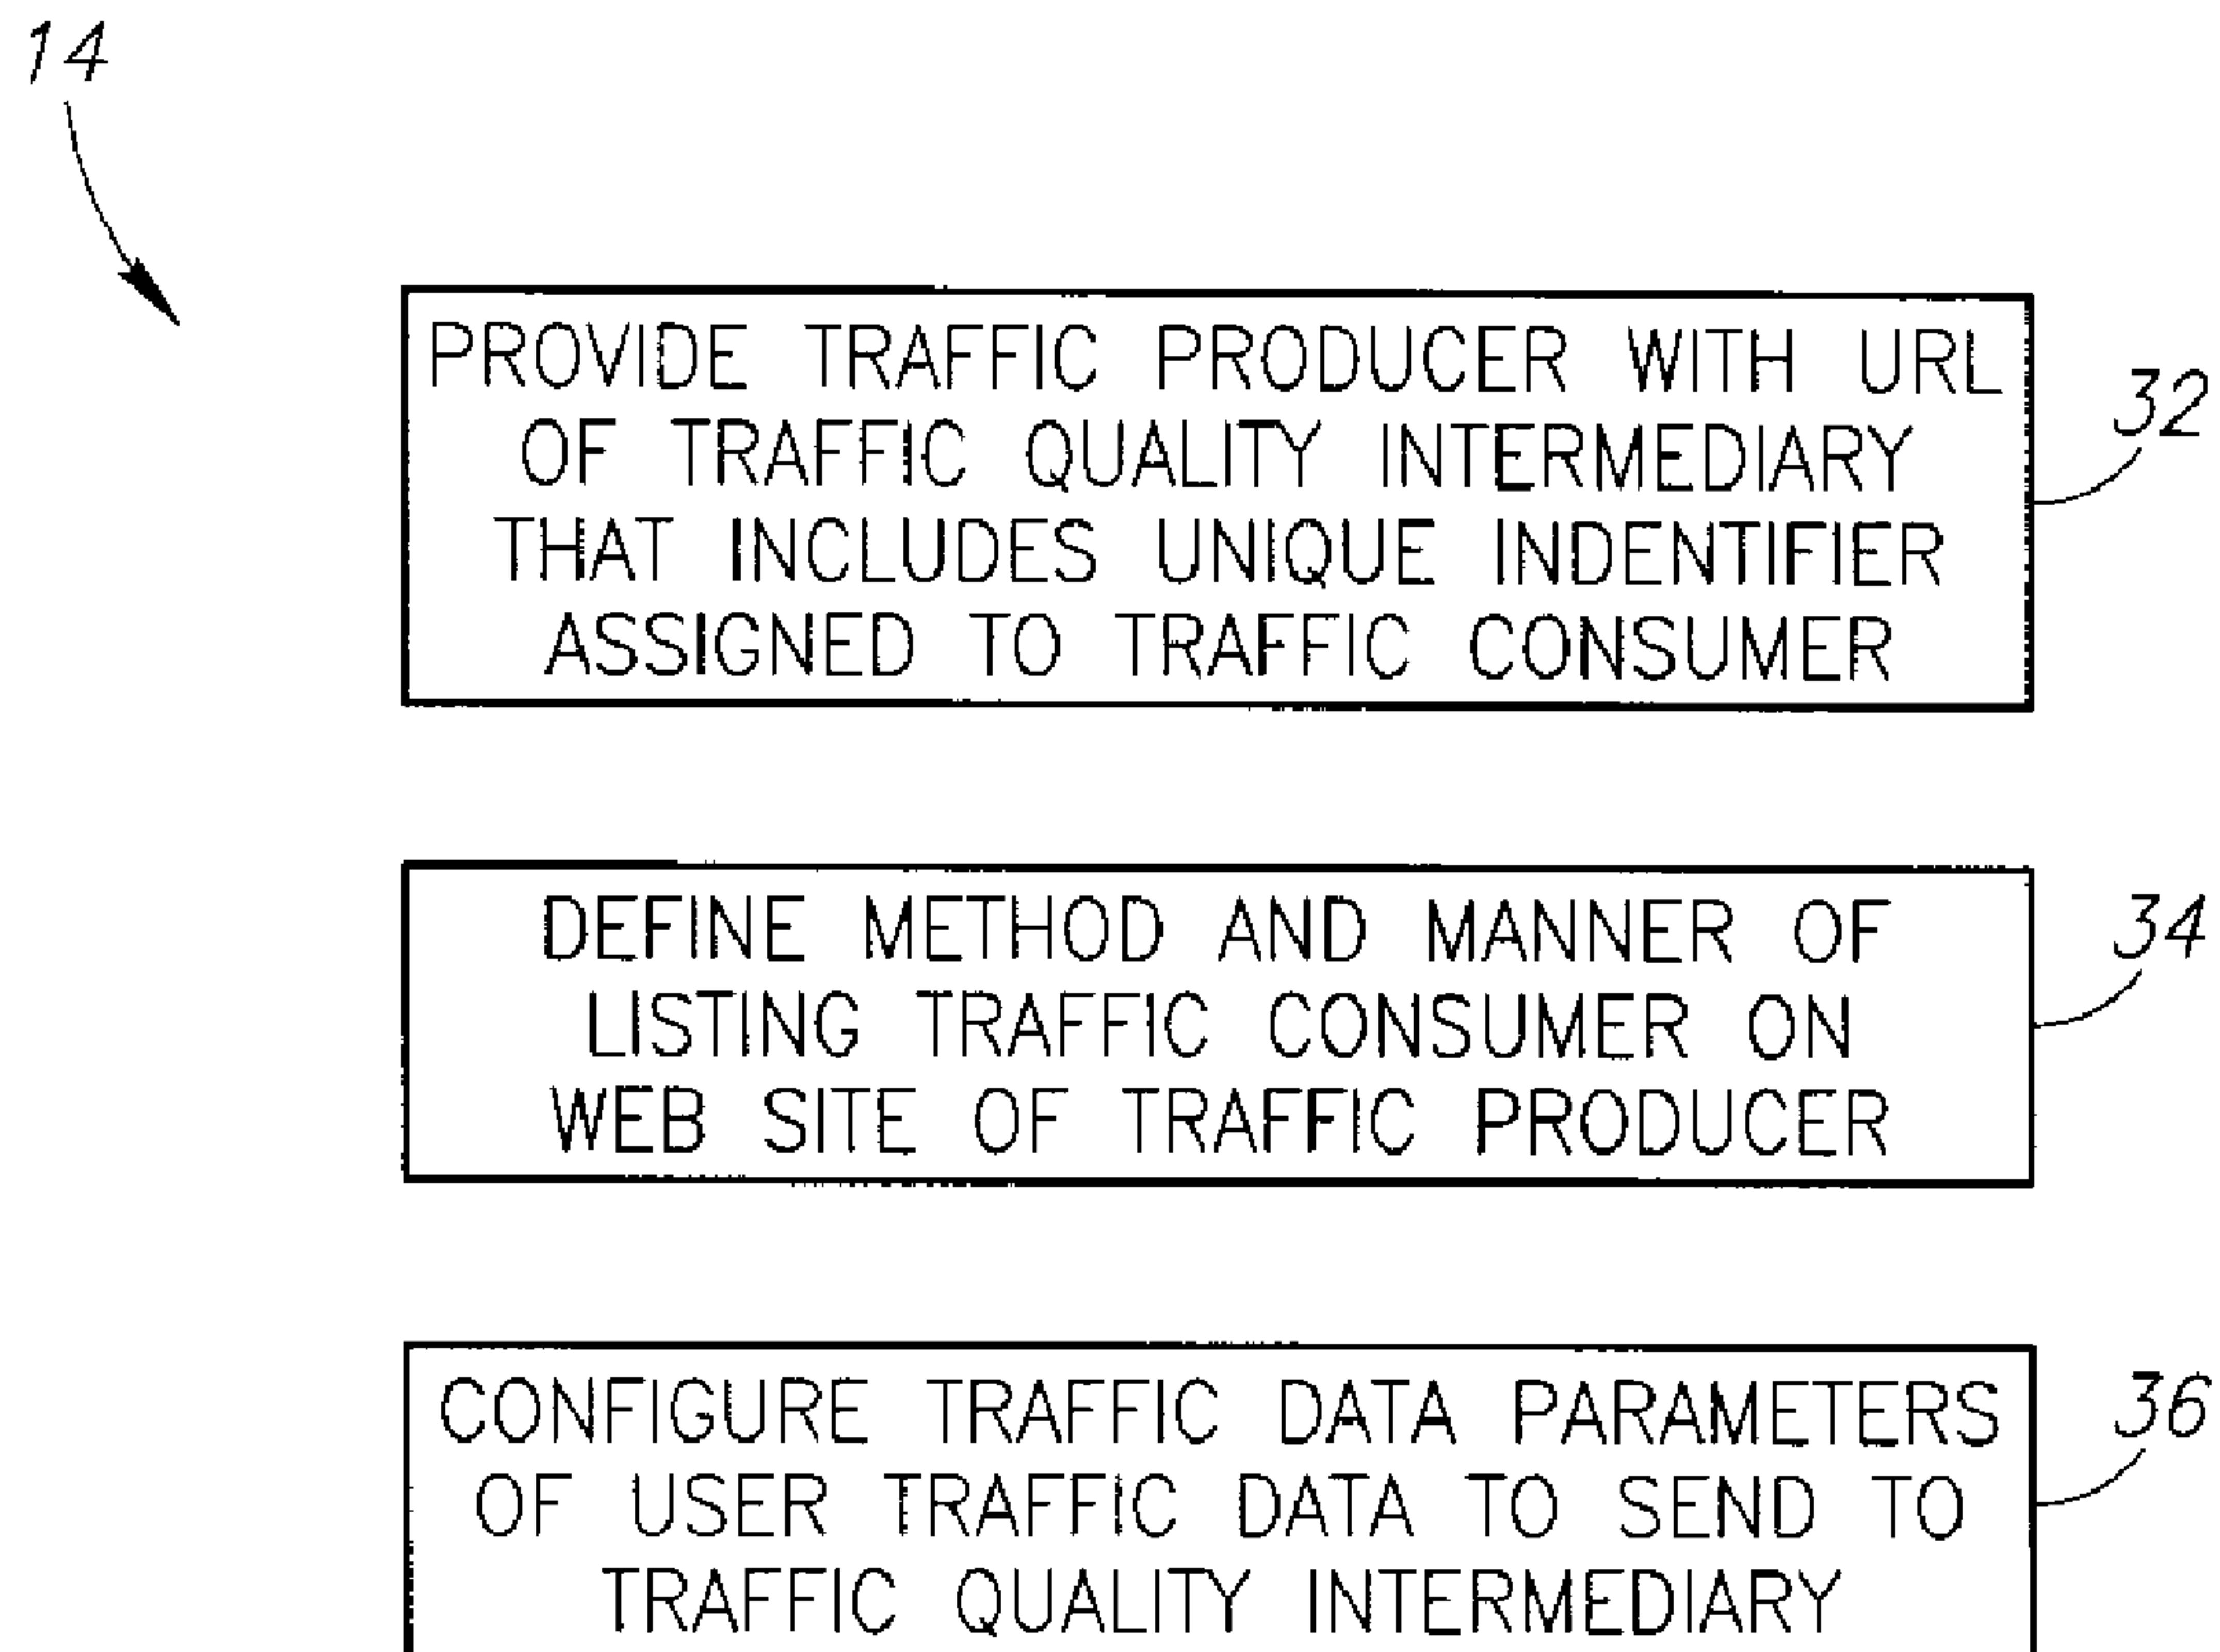 14
PROVIDE TRAFFIC PRODUCER WITH URL
OF TRAFFIC QUALITY INTERMEDIARY
THAT INCLUDES UNIQUE INDENTIFIER
ASSIGNED TO TRAFFIC CONSUMER
32
DEFINE METHOD AND MANNER OF
LISTING TRAFFIC CONSUMER ON
WEB SITE OF TRAFFIC PRODUCER
34
CONFIGURE TRAFFIC DATA PARAMETERS
OF USER TRAFFIC DATA TO SEND TO
TRAFFIC QUALITY INTERMEDIARY
36